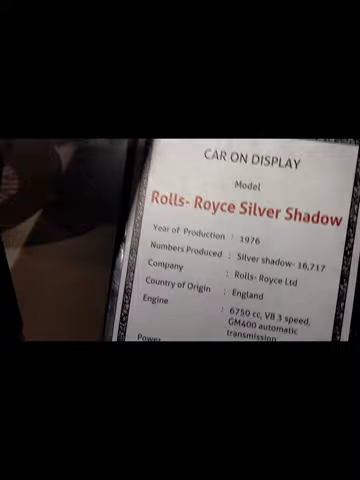 CAR ON DISPLAY
Model
Rolls- Royce Silver Shadow
Year of Production : 1976
Numbers Produced : Silver shadow- 16,717
Company : Rolls- Royce Ltd
Country of Origin : England
Engine : 6750 cc, V8 3 speed,
GM400 automatic
transmission
Power